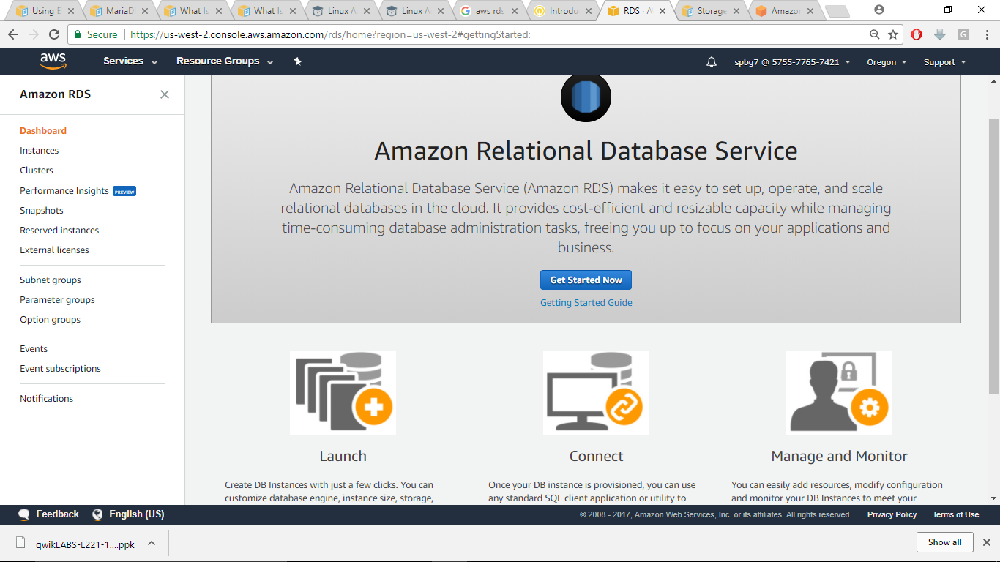 Using E
MariaD
What Is
What Is
Linux A
Linux A
aws rds
Introdu
RDS · A
Storage
Amazon
Secure
https://us-west-2.console.aws.amazon.com/rds/home?region=us-west-2#gettingStarted:
G
aws
Services
Resource Groups
spbg7 @ 5755-7765-7421
Oregon
Support
Amazon RDS
Dashboard
Instances
Clusters
Performance Insights PREVIEW
Snapshots
Reserved instances
External licenses
Subnet groups
Parameter groups
Option groups
Events
Event subscriptions
Notifications
Amazon Relational Database Service
Amazon Relational Database Service (Amazon RDS) makes it easy to set up, operate, and scale
relational databases in the cloud. It provides cost-efficient and resizable capacity while managing
time-consuming database administration tasks, freeing you up to focus on your applications and
business.
Get Started Now
Getting Started Guide
Launch
Create DB Instances with just a few clicks. You can
customize database engine, instance size, storage,
Connect
Once your DB instance is provisioned, you can use
any standard SQL client application or utility to
Manage and Monitor
You can easily add resources, modify configuration
and monitor your DB Instances to meet your
Feedback
English (US)
© 2008 - 2017, Amazon Web Services, Inc. or its affiliates. All rights reserved.
Privacy Policy
Terms of Use
qwikLABS-L221-1....ppk
Show all